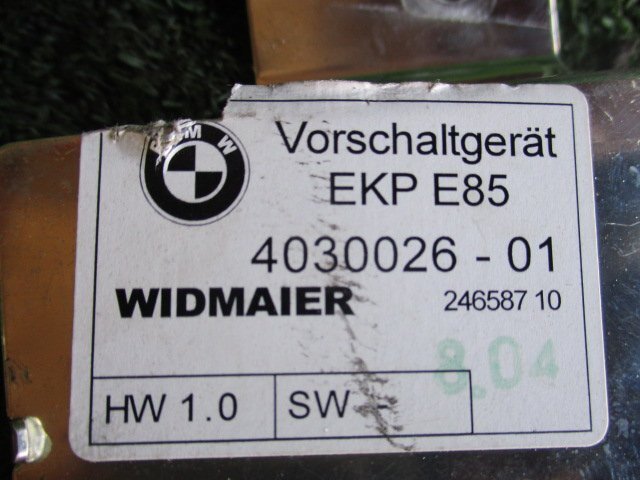 BMW
Vorschaltgerät
EKP E85
4030026 - 01
WIDMAIER
246587 10
8.04
HW 1.0
SW -